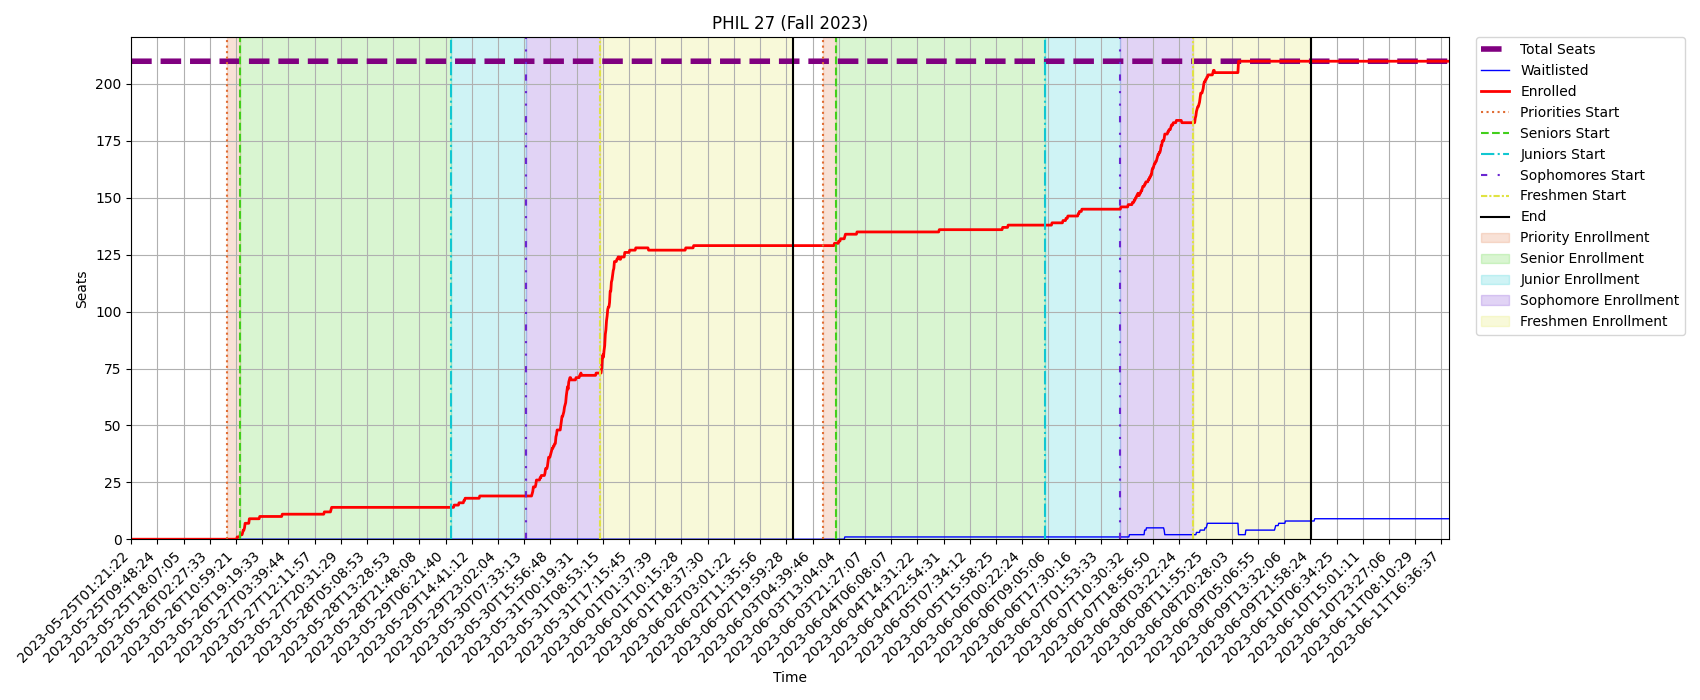 PHIL 27 (Fall 2023)
Seats
200
175
150
125
100
75
50
25
0
2023-05-25T01:21:22
2023-05-25T09:48:24
2023-05-25T18:07:05
2023-05-26T02:27:33
2023-05-26T10:59:21
2023-05-26T19:19:33
2023-05-27T03:39:44
2023-05-27T12:11:57
2023-05-27T20:31:29
2023-05-28T05:08:53
2023-05-28T13:28:53
2023-05-28T21:48:08
2023-05-29T06:21:40
2023-05-29T14:41:12
2023-05-29T23:02:04
2023-05-30T07:33:13
2023-05-30T15:56:48
2023-05-31T00:19:31
2023-05-31T08:53:15
2023-05-31T17:15:45
2023-06-01T01:37:39
2023-06-01T10:15:28
2023-06-01T18:37:30
2023-06-02T03:01:22
2023-06-02T11:35:56
2023-06-02T19:59:28
2023-06-03T04:39:46
2023-06-03T13:04:04
2023-06-03T21:27:07
2023-06-04T06:08:07
2023-06-04T14:31:22
2023-06-04T22:54:31
2023-06-05T07:34:12
2023-06-05T15:58:25
2023-06-06T00:22:24
2023-06-06T09:05:06
2023-06-06T17:30:16
2023-06-07T01:53:33
2023-06-07T10:30:32
2023-06-07T18:56:50
2023-06-08T03:22:24
2023-06-08T11:55:25
2023-06-08T20:28:03
2023-06-09T05:06:55
2023-06-09T13:32:06
2023-06-09T21:58:24
2023-06-10T06:34:25
2023-06-10T15:01:11
2023-06-10T23:27:06
2023-06-11T08:10:29
2023-06-11T16:36:37
Time
Total Seats
Waitlisted
Enrolled
Priorities Start
Seniors Start
Juniors Start
Sophomores Start
Freshmen Start
End
Priority Enrollment
Senior Enrollment
Junior Enrollment
Sophomore Enrollment
Freshmen Enrollment